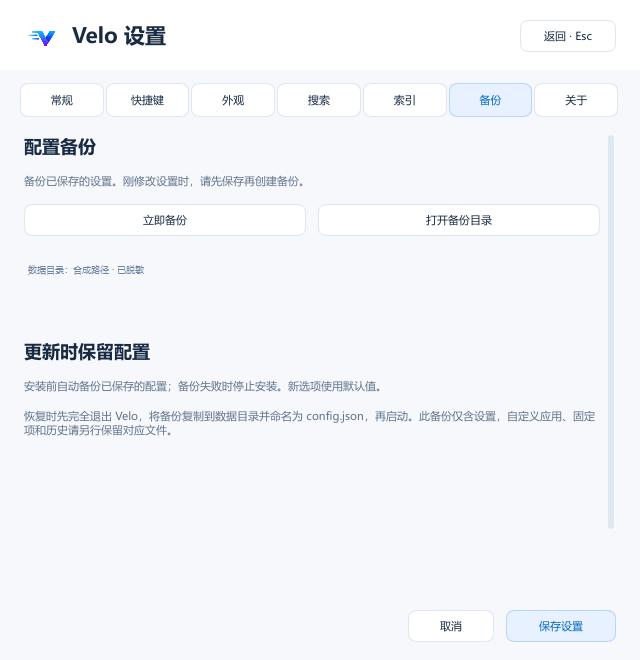 Velo 设置
返回 · Esc
常规
快捷键
外观
搜索
索引
备份
关于
配置备份
备份已保存的设置。刚修改设置时，请先保存再创建备份。
立即备份
打开备份目录
数据目录：合成路径 · 已脱敏
更新时保留配置
安装前自动备份已保存的配置；备份失败时停止安装。新选项使用默认值。
恢复时先完全退出 Velo，将备份复制到数据目录并命名为 config.json，再启动。此备份仅含设置，自定义应用、固定
项和历史请另行保留对应文件。
取消
保存设置